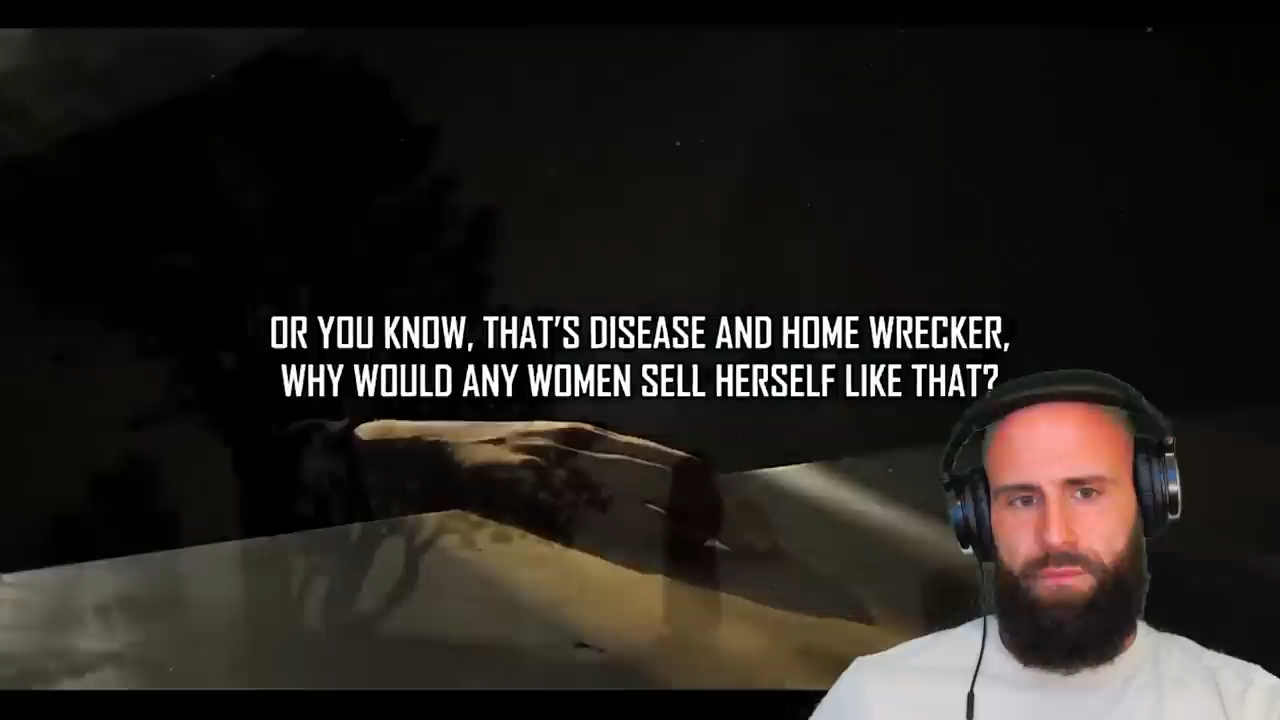 OR YOU KNOW, THAT'S DISEASE AND HOME WRECKER,
WHY WOULD ANY WOMEN SELL HERSELF LIKE THAT?